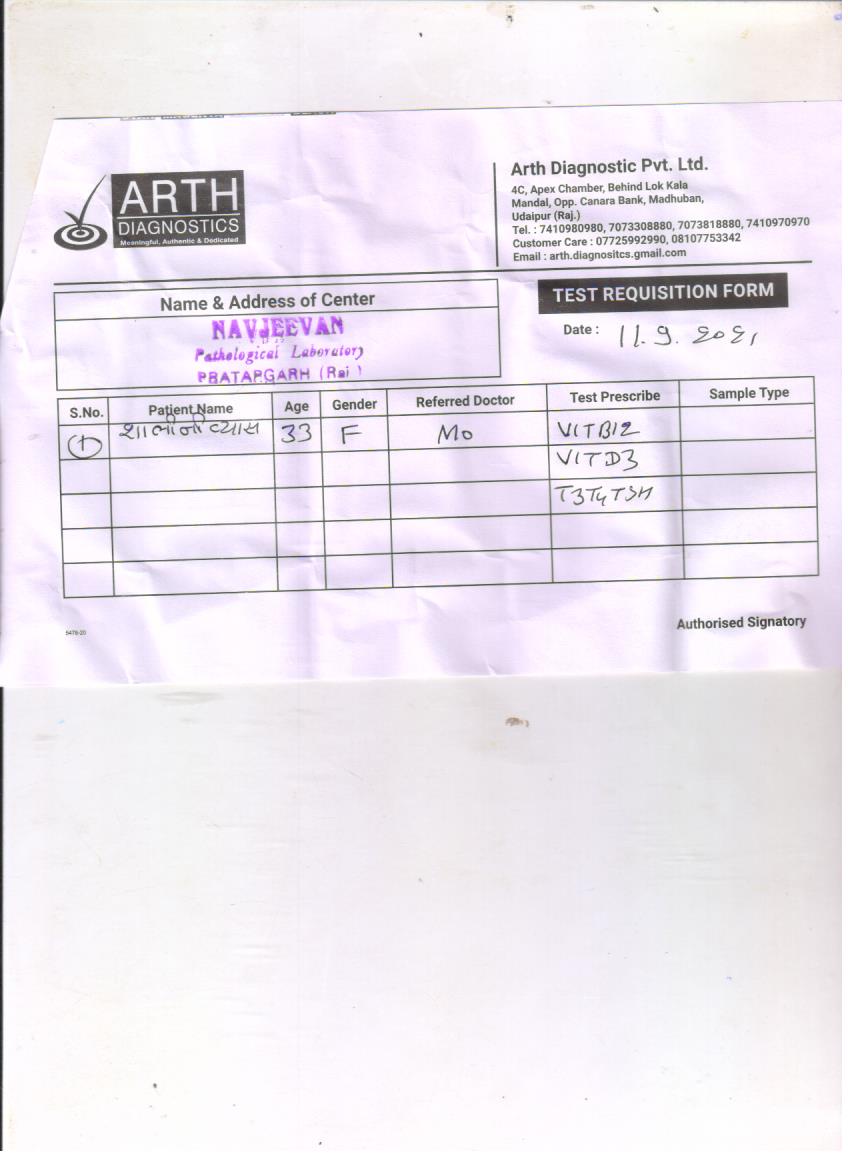 ARTH
DIAGNOSTICS
Meaningful, Authentic & Dedicated
Arth Diagnostic Pvt. Ltd.
4C, Apex Chamber, Behind Lok Kala
Mandal, Opp. Canara Bank, Madhuban,
Udaipur (Raj.)
Tel. : 7410980980, 7073308880, 7073818880, 7410970970
Customer Care : 07725992990, 08107753342
Email : arth.diagnositcs.gmail.com
Name & Address of Center
NAVJEEVAN
Pathological Laboratory
PRATAPGARH (Raj)
TEST REQUISITION FORM
Date : 11.9.2021
S.No. Patient Name Age Gender Referred Doctor Test Prescribe Sample Type
1 शालीनी व्यास 33 F MO VITB12
VITD3
T3T4TSH
5478-20
Authorised Signatory